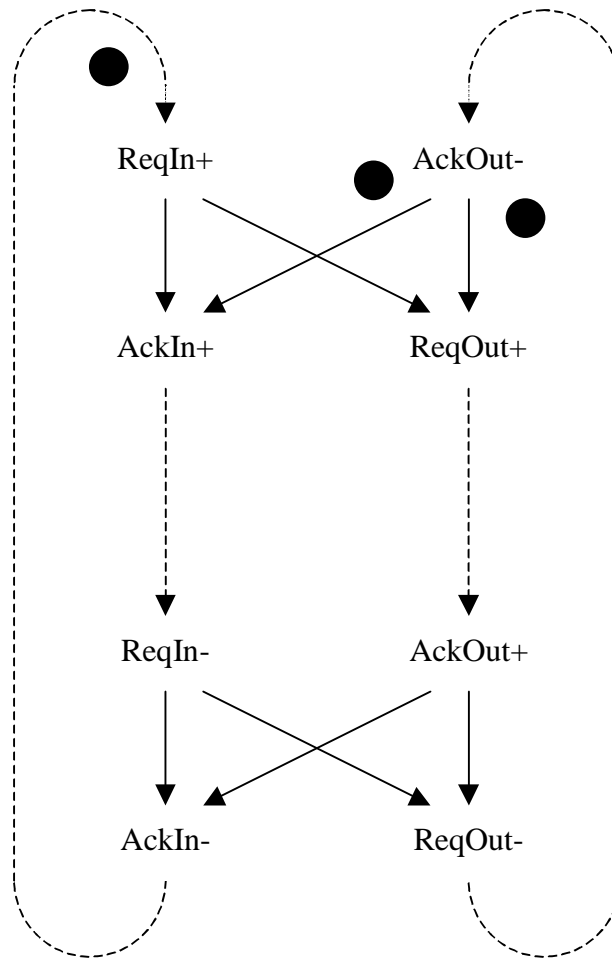 ReqIn+ AckOut-
AckIn+ ReqOut+
ReqIn- AckOut+
AckIn- ReqOut-